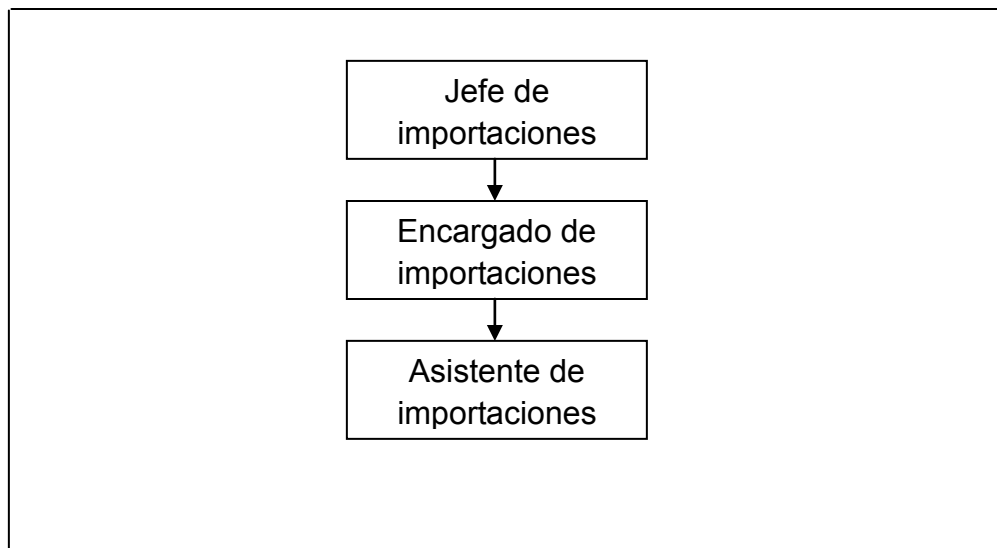 Jefe de
importaciones
Encargado de
importaciones
Asistente de
importaciones